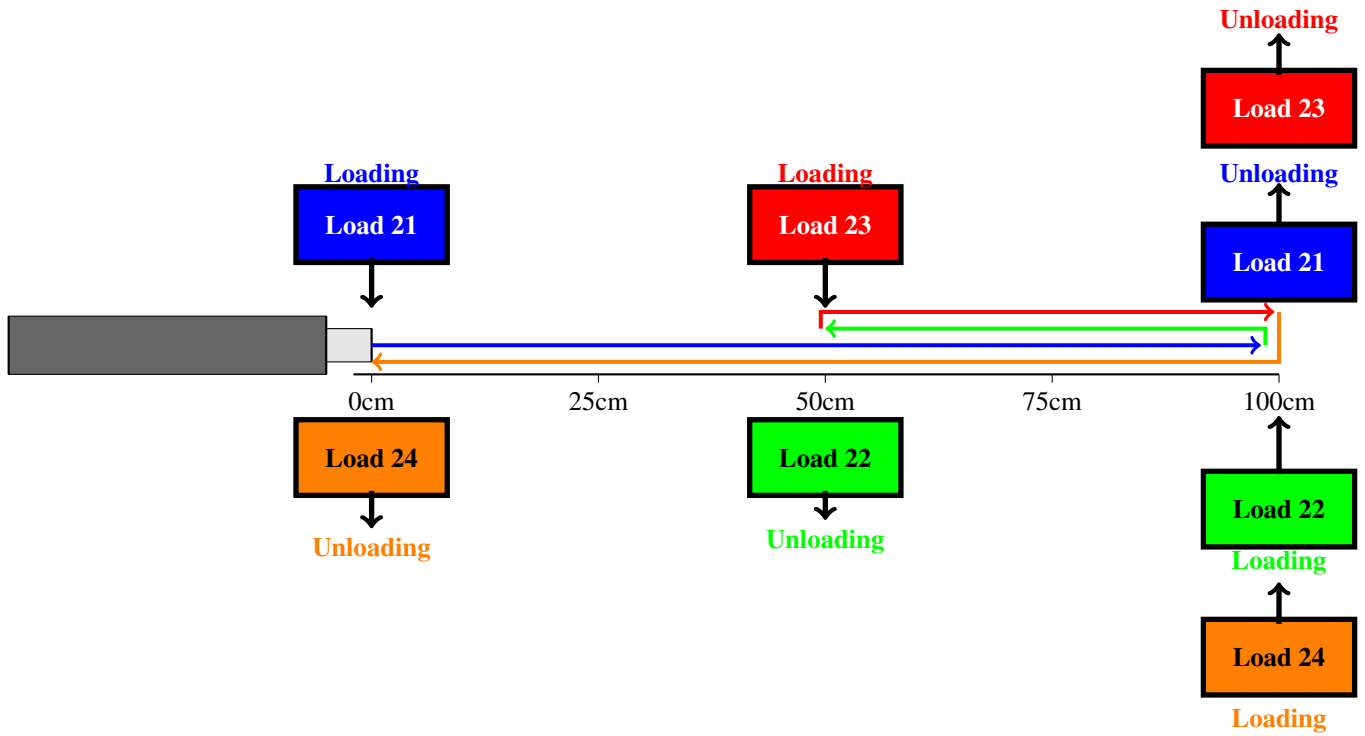 Unloading
Load 23
Loading
Loading
Unloading
Load 21
Load 23
Load 21
0cm
25cm
50cm
75cm
100cm
Load 24
Load 22
Load 22
Unloading
Unloading
Loading
Load 24
Loading